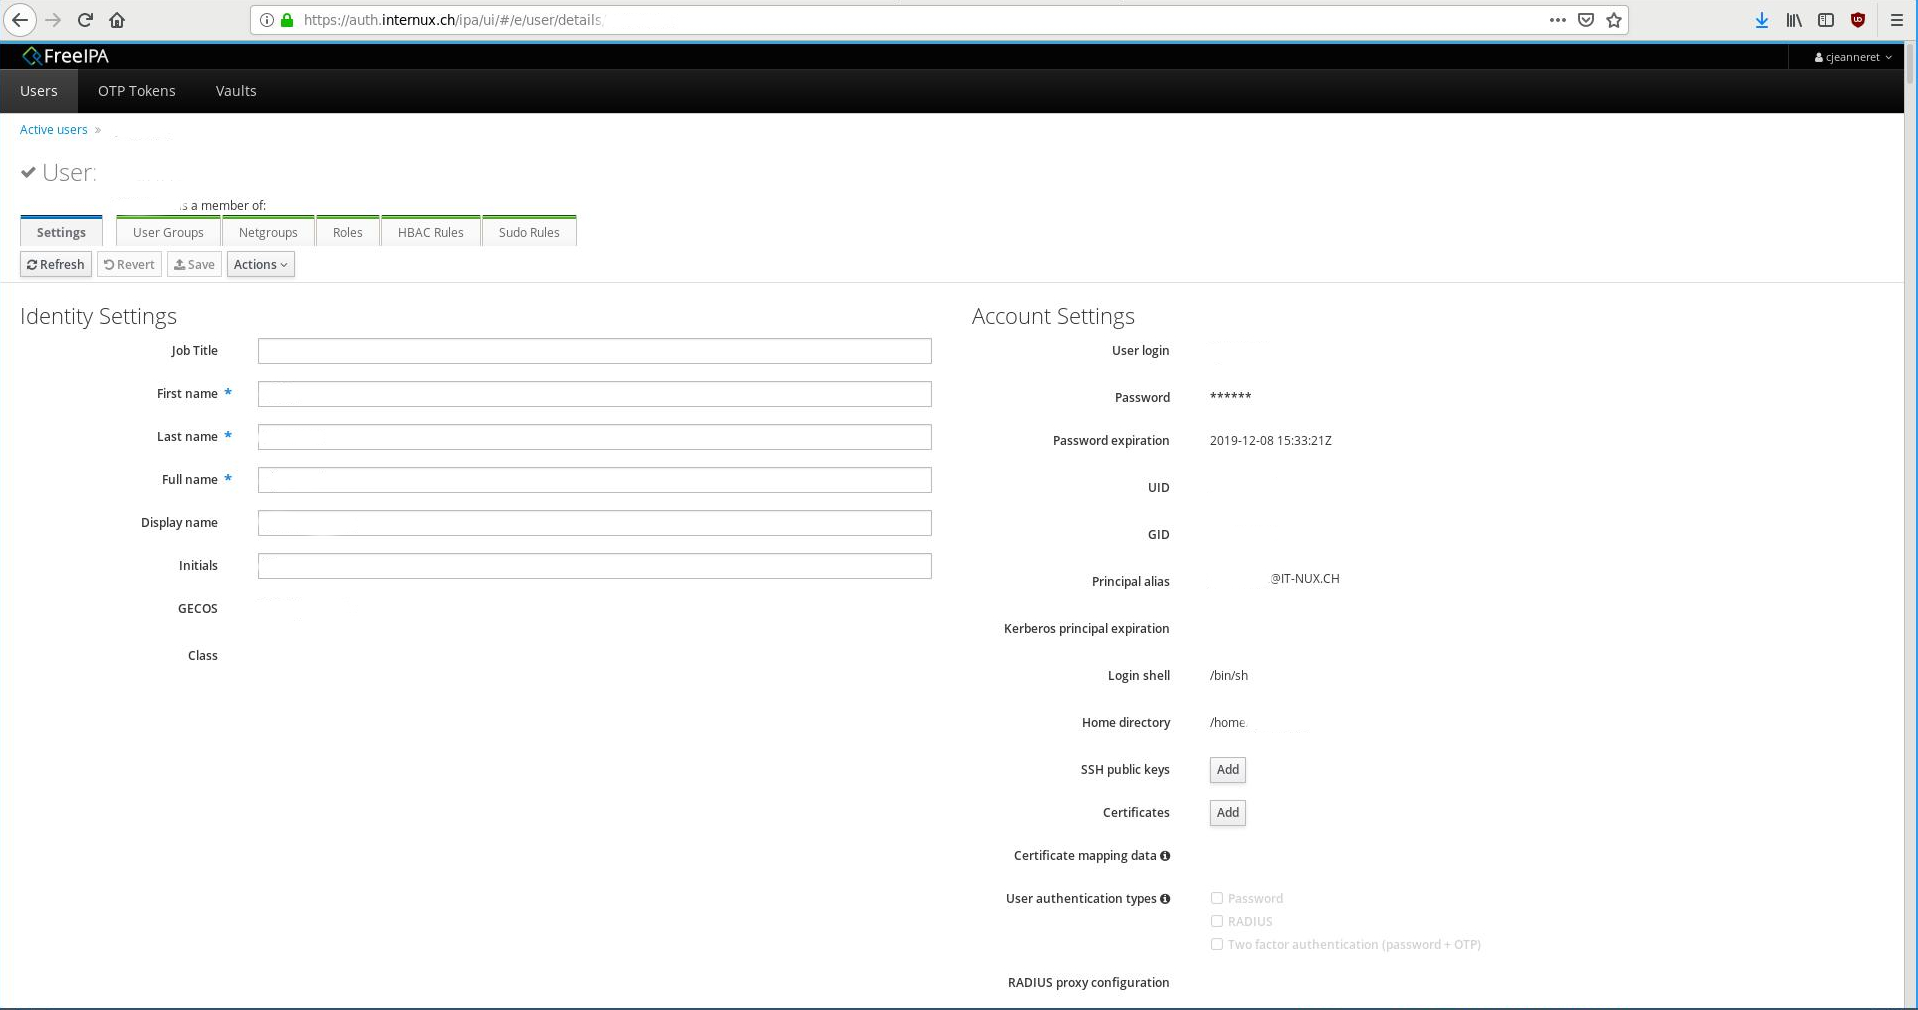 https://auth.internux.ch/ipa/ui/#/e/user/details/
FreeIPA
cjeanneret
Users OTP Tokens Vaults
Active users »
User:
a member of:
Settings User Groups Netgroups Roles HBAC Rules Sudo Rules
Refresh Revert Save Actions
Identity Settings
Job Title
First name *
Last name *
Full name *
Display name
Initials
GECOS
Class
Account Settings
User login
Password ******
Password expiration 2019-12-08 15:33:21Z
UID
GID
Principal alias @IT-NUX.CH
Kerberos principal expiration
Login shell /bin/sh
Home directory /home
SSH public keys Add
Certificates Add
Certificate mapping data
User authentication types Password
RADIUS
Two factor authentication (password + OTP)
RADIUS proxy configuration